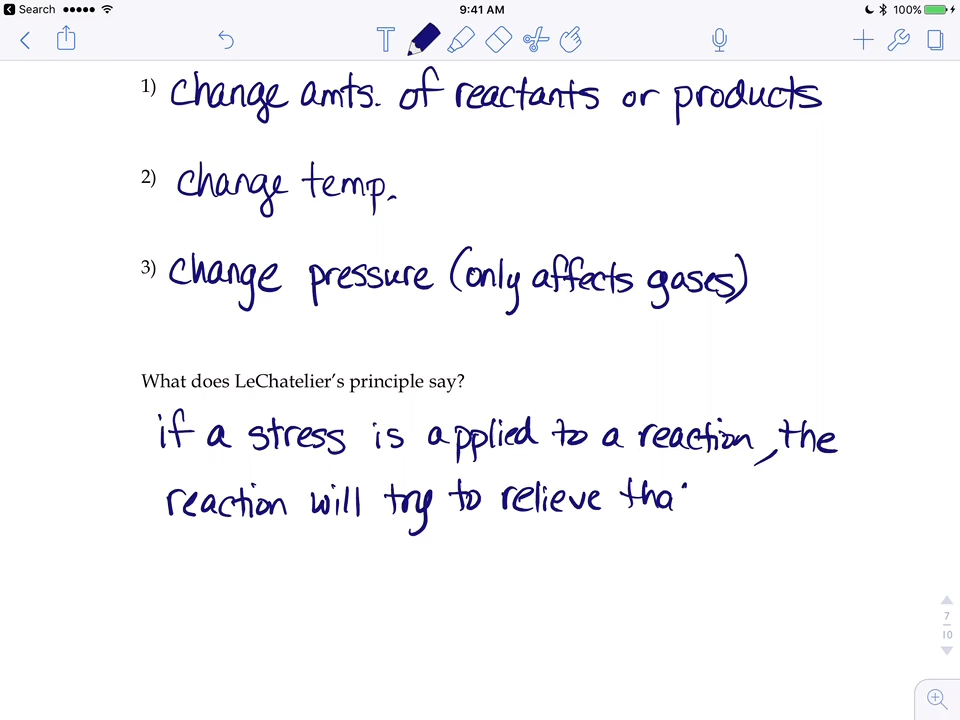 Search 9:41 AM 100%
T
1) change amts. of reactants or products
2) change temp.
3) change pressure (only affects gases)
What does LeChatelier's principle say?
if a stress is applied to a reaction, the
reaction will try to relieve tha
7
10